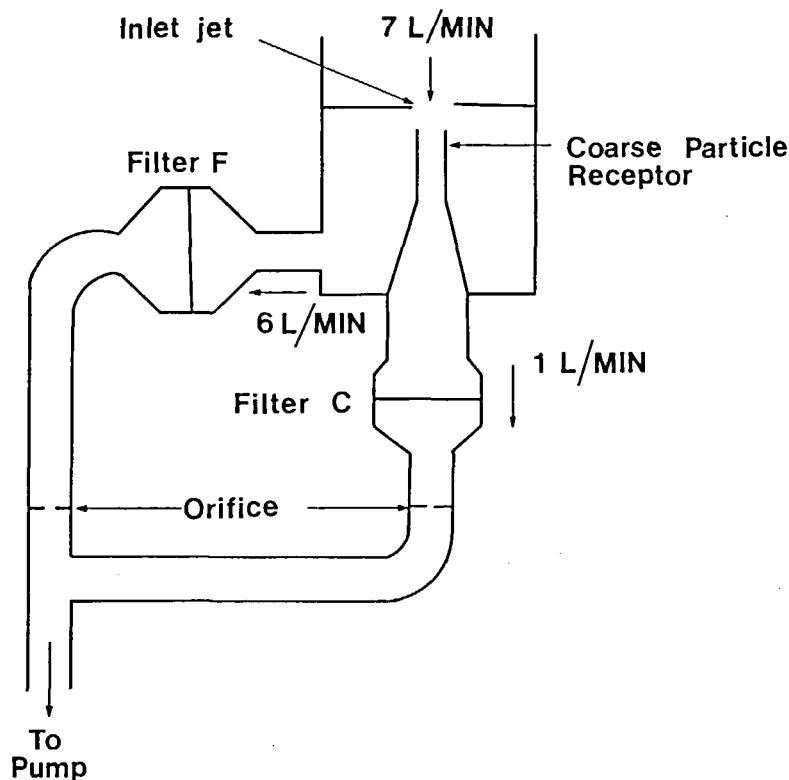 Inlet jet
7 L/MIN
Coarse Particle
Receptor
Filter F
6 L/MIN
1 L/MIN
Filter C
Orifice
To
Pump